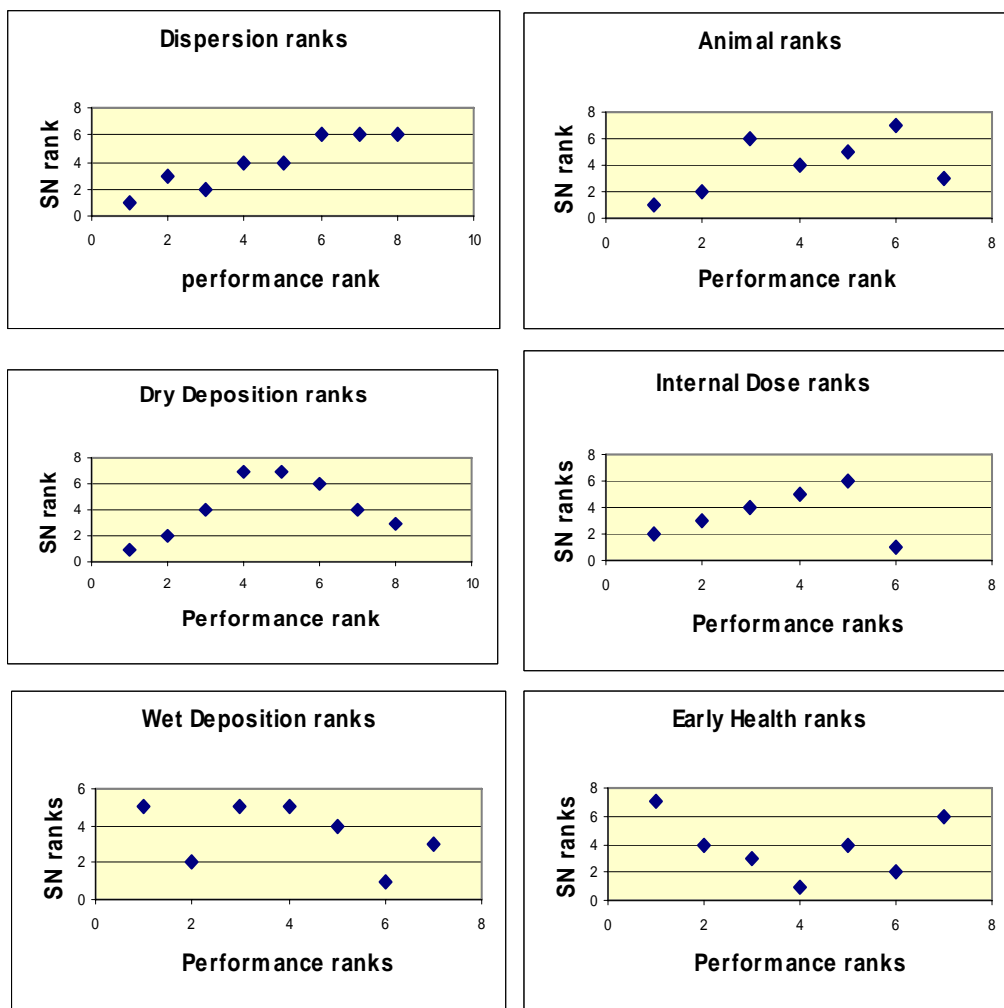 Dispersion ranks
SN rank
8
6
4
2
0
0 2 4 6 8 10
performance rank
Animal ranks
SN rank
8
6
4
2
0
0 2 4 6 8
Performance rank
Dry Deposition ranks
SN rank
8
6
4
2
0
0 2 4 6 8 10
Performance rank
Internal Dose ranks
SN ranks
8
6
4
2
0
0 2 4 6 8
Performance ranks
Wet Deposition ranks
SN ranks
6
4
2
0
0 2 4 6 8
Performance ranks
Early Health ranks
SN ranks
8
6
4
2
0
0 2 4 6 8
Performance ranks